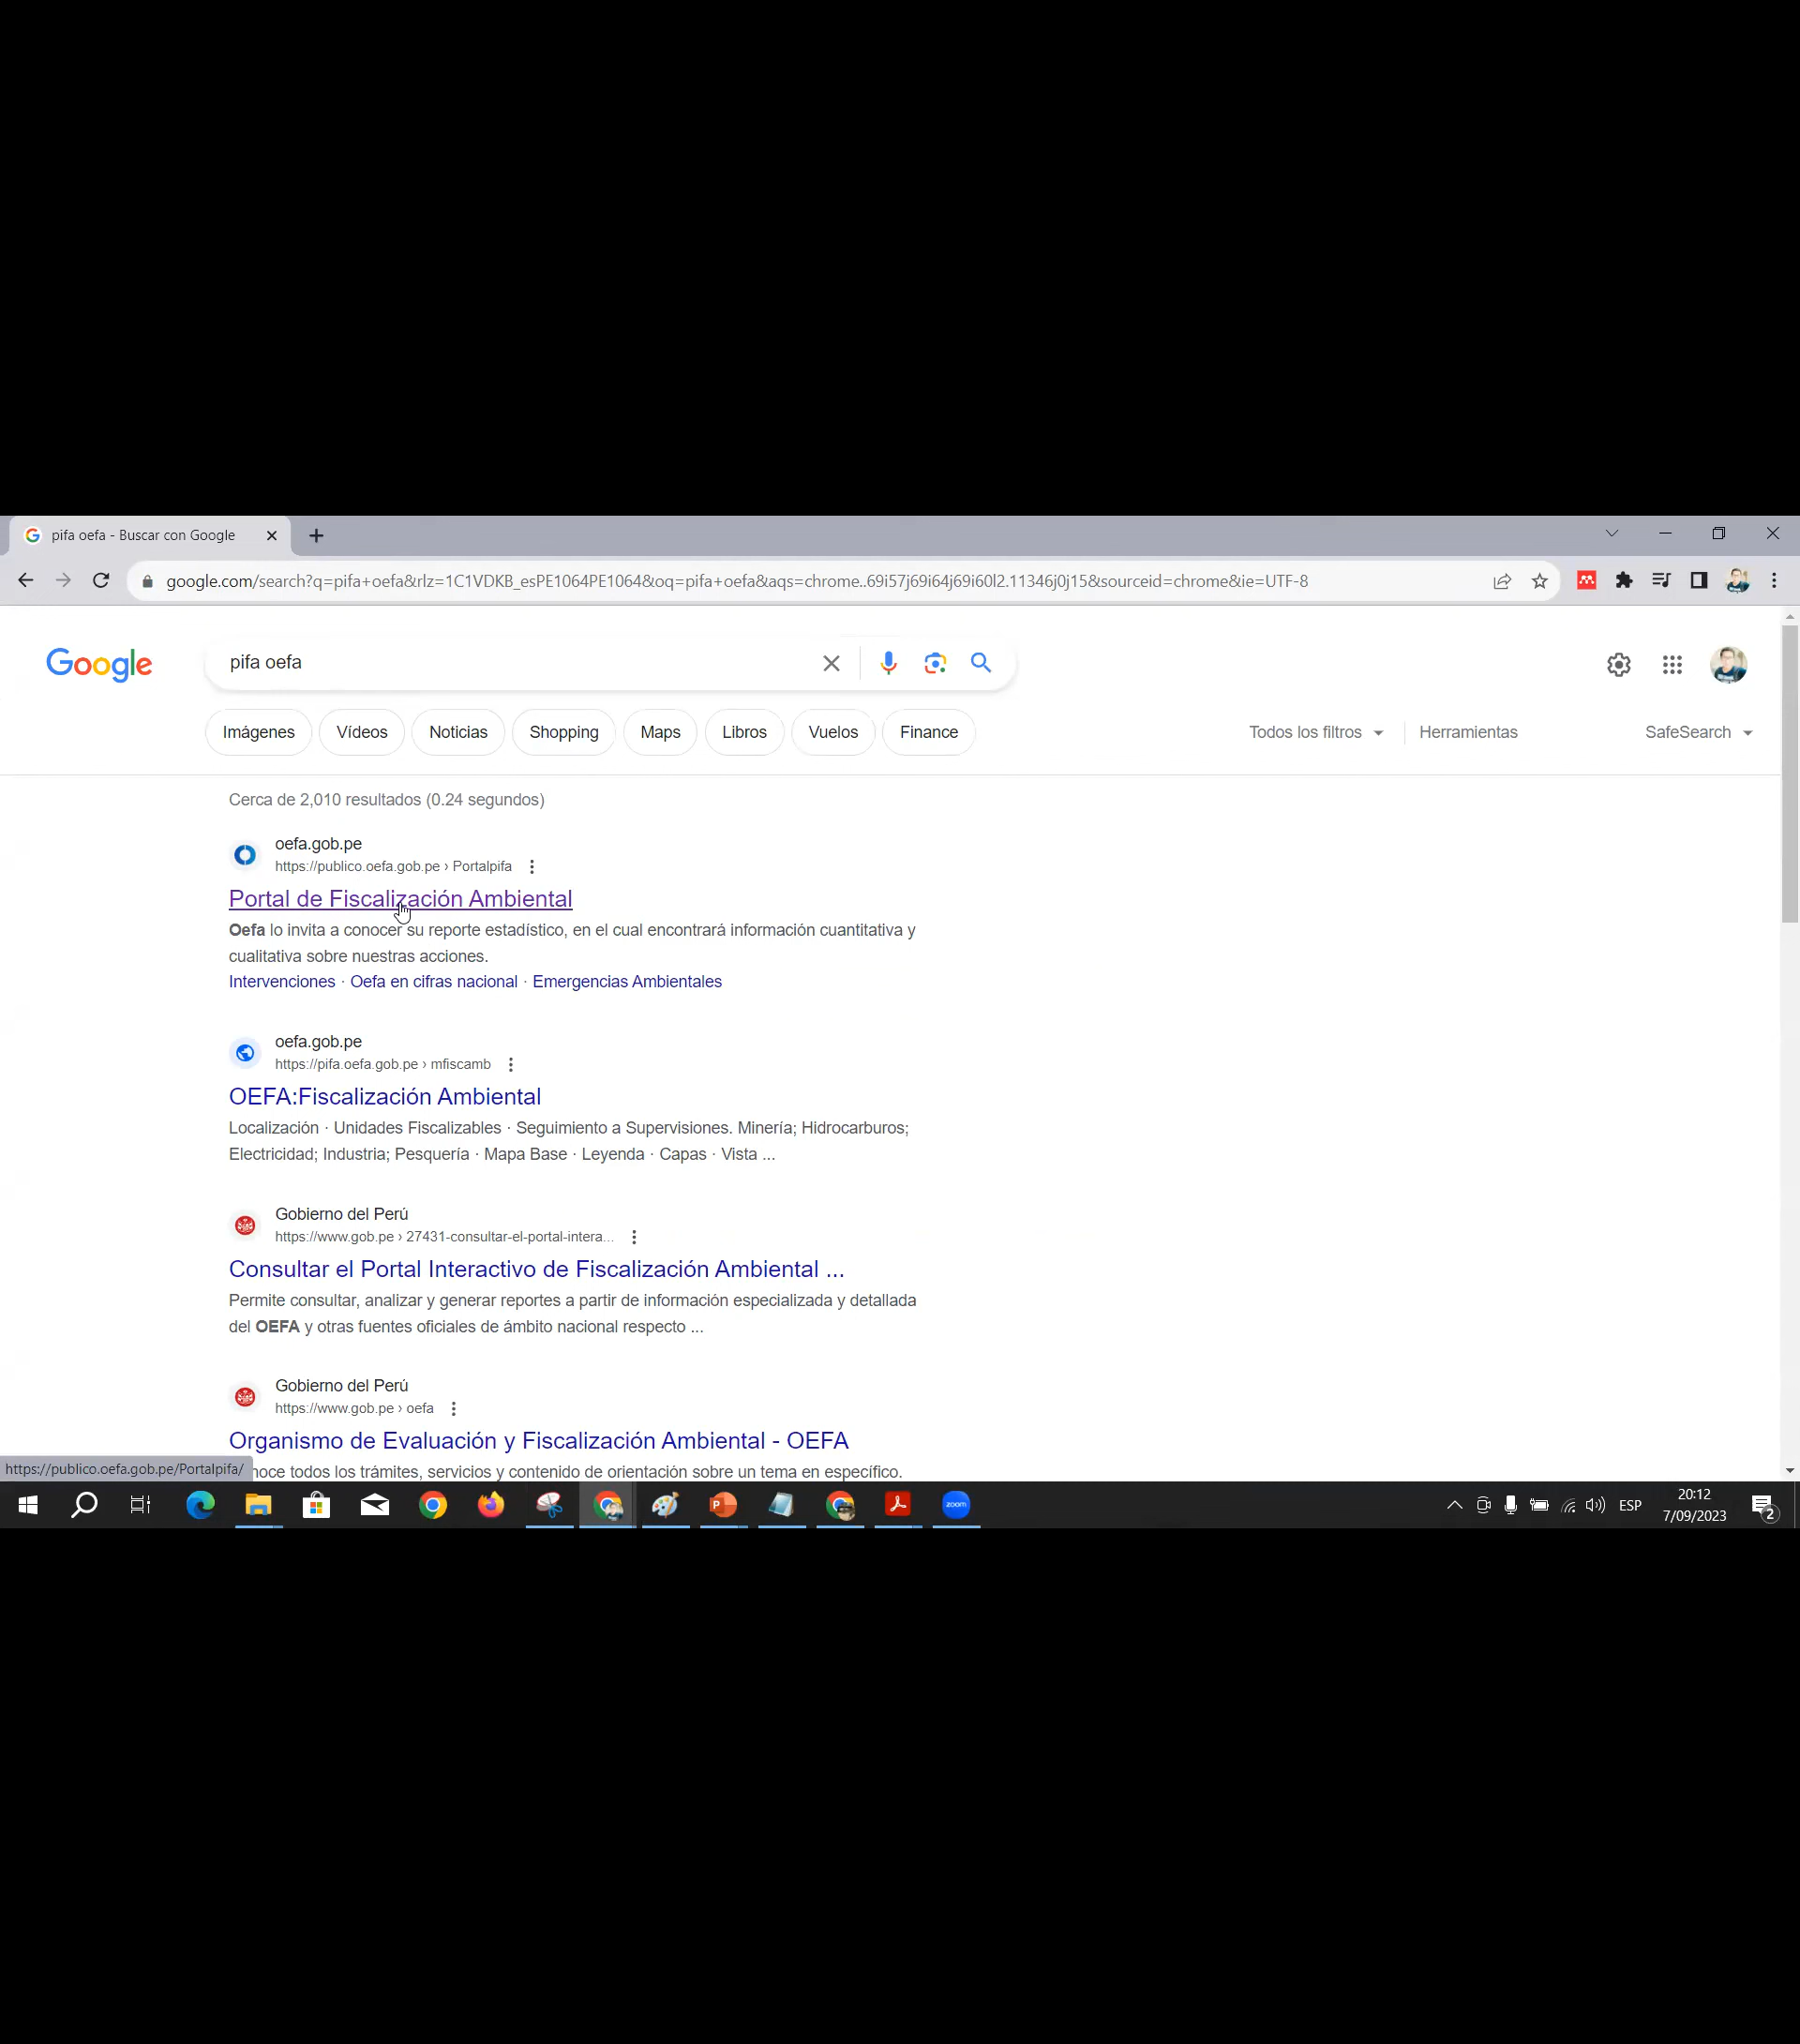 pifa oefa - Buscar con Google
google.com/search?q=pifa+oefa&rlz=1C1VDKB_esPE1064PE1064&oq=pifa+oefa&aqs=chrome..69i57j69i64j69i60l2.11346j0j15&sourceid=chrome&ie=UTF-8
Google
pifa oefa
Imágenes Vídeos Noticias Shopping Maps Libros Vuelos Finance Todos los filtros Herramientas SafeSearch
Cerca de 2,010 resultados (0.24 segundos)
oefa.gob.pe
https://publico.oefa.gob.pe › Portalpifa
Portal de Fiscalización Ambiental
Oefa lo invita a conocer su reporte estadístico, en el cual encontrará información cuantitativa y
cualitativa sobre nuestras acciones.
Intervenciones · Oefa en cifras nacional · Emergencias Ambientales
oefa.gob.pe
https://pifa.oefa.gob.pe › mfiscamb
OEFA:Fiscalización Ambiental
Localización · Unidades Fiscalizables · Seguimiento a Supervisiones. Minería; Hidrocarburos;
Electricidad; Industria; Pesquería · Mapa Base · Leyenda · Capas · Vista ...
Gobierno del Perú
https://www.gob.pe › 27431-consultar-el-portal-intera...
Consultar el Portal Interactivo de Fiscalización Ambiental ...
Permite consultar, analizar y generar reportes a partir de información especializada y detallada
del OEFA y otras fuentes oficiales de ámbito nacional respecto ...
Gobierno del Perú
https://www.gob.pe › oefa
Organismo de Evaluación y Fiscalización Ambiental - OEFA
https://publico.oefa.gob.pe/Portalpifa/ noce todos los trámites, servicios y contenido de orientación sobre un tema en específico.
zoom
ESP
20:12
7/09/2023
2